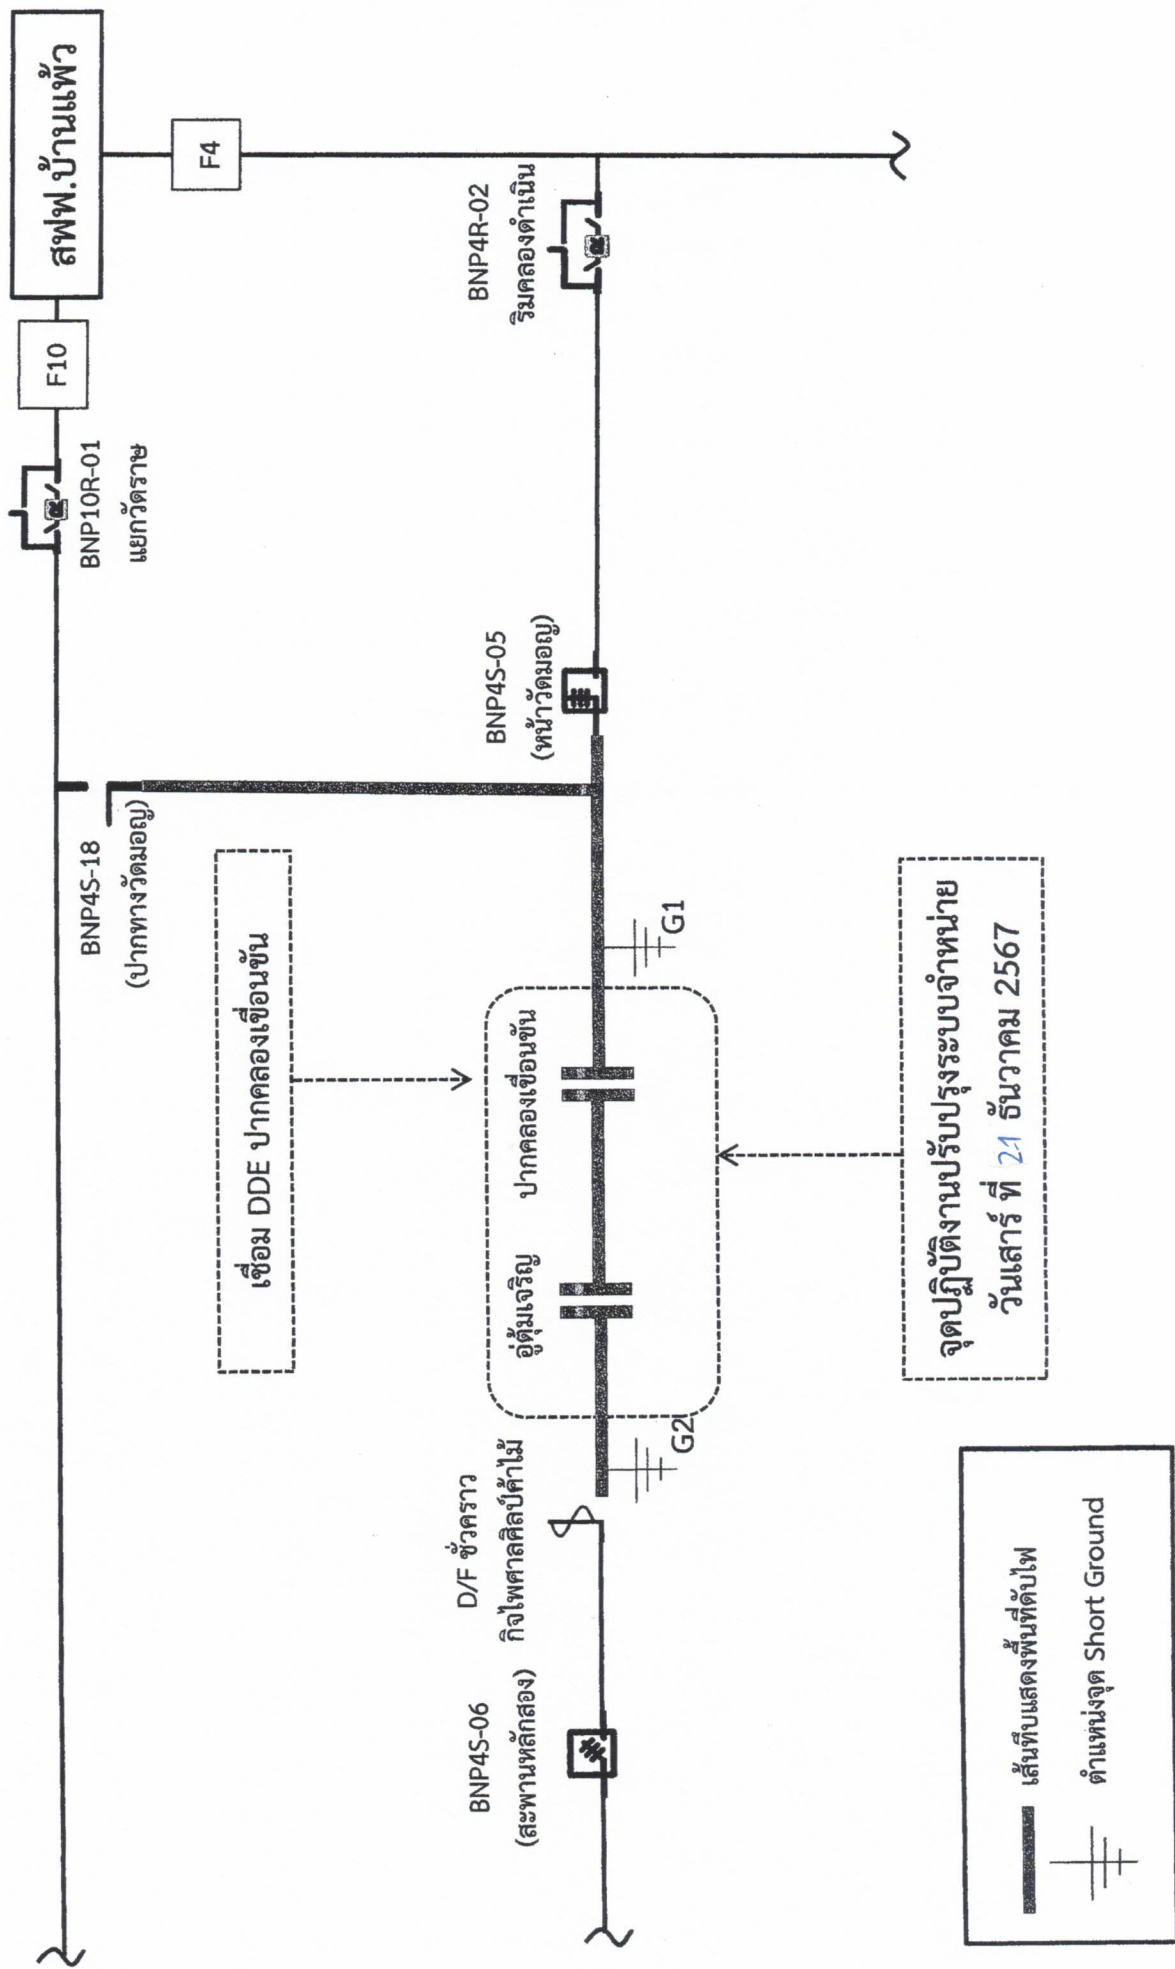 สฟฟ.บ้านแพ้ว
F10
F4
BNP10R-01
แยกวัดราษ
BNP4R-02
ริมคลองดำเนิน
BNP4S-18
(ปากทางวัดมอญ)
BNP4S-05
(หน้าวัดมอญ)
เชื่อม DDE ปากคลองเขื่อนขัน
G1
ปากคลองเขื่อนขัน
อู่ตุ้มเจริญ
G2
จุดปฏิบัติงานปรับปรุงระบบจำหน่าย
วันเสาร์ ที่ 21 ธันวาคม 2567
D/F ชั่วคราว
กิจไพศาลศิลป์ค้าไม้
BNP4S-06
(สะพานหลักสอง)
เส้นทึบแสดงพื้นที่ดับไฟ
ตำแหน่งจุด Short Ground